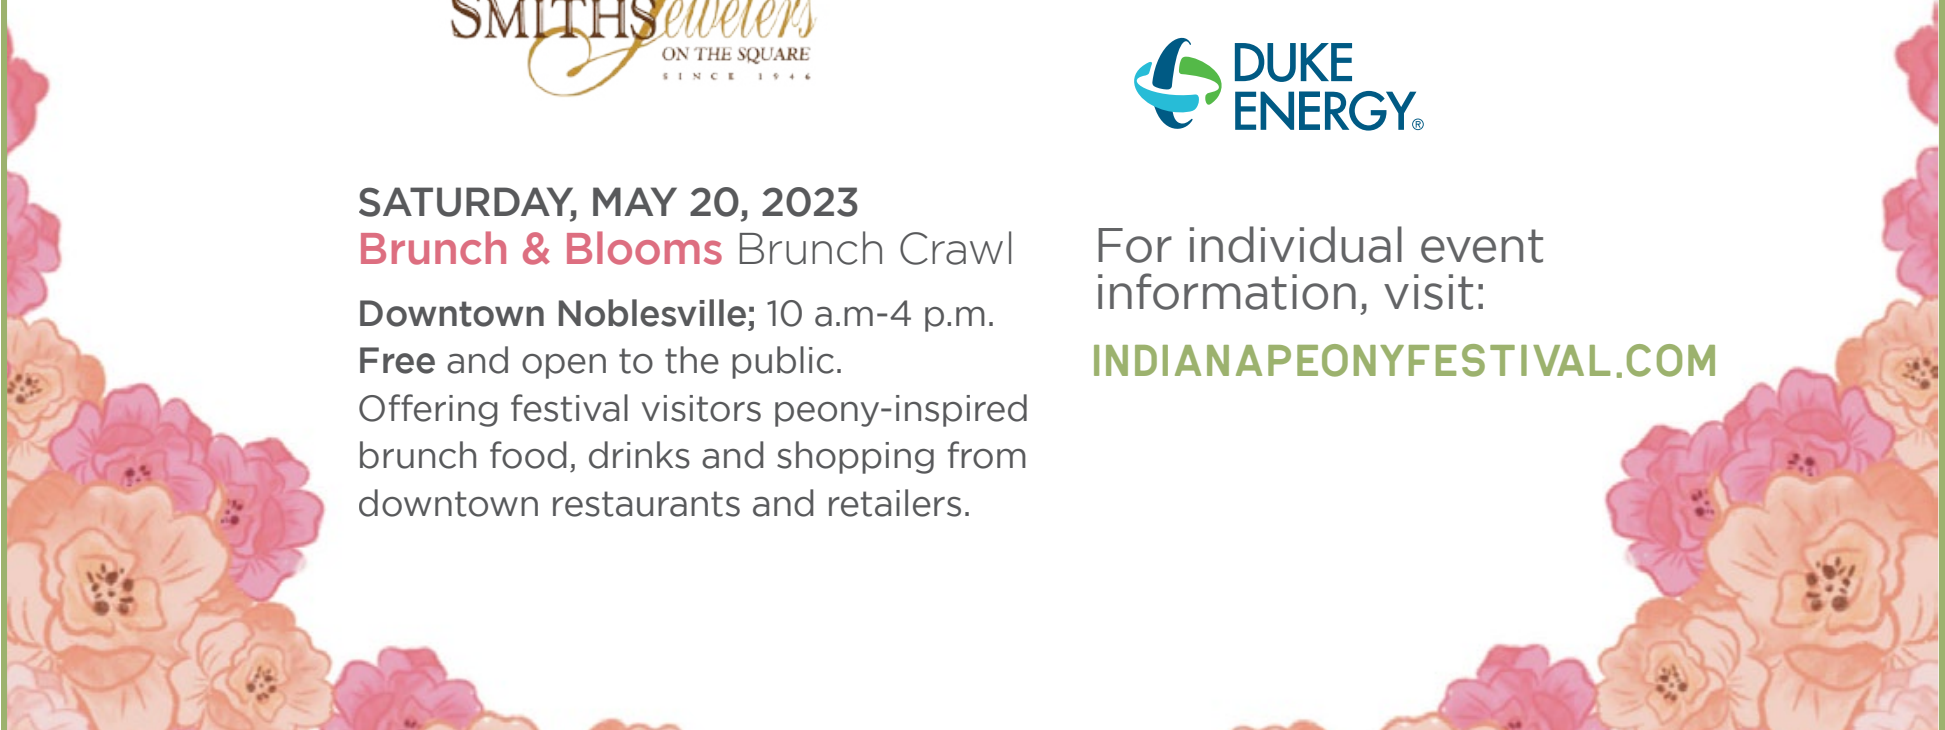 SMITHS Jewelers
ON THE SQUARE
SINCE 1946
DUKE
ENERGY®
SATURDAY, MAY 20, 2023
Brunch & Blooms Brunch Crawl
Downtown Noblesville; 10 a.m-4 p.m.
Free and open to the public.
Offering festival visitors peony-inspired
brunch food, drinks and shopping from
downtown restaurants and retailers.
For individual event
information, visit:
INDIANAPEONYFESTIVAL.COM